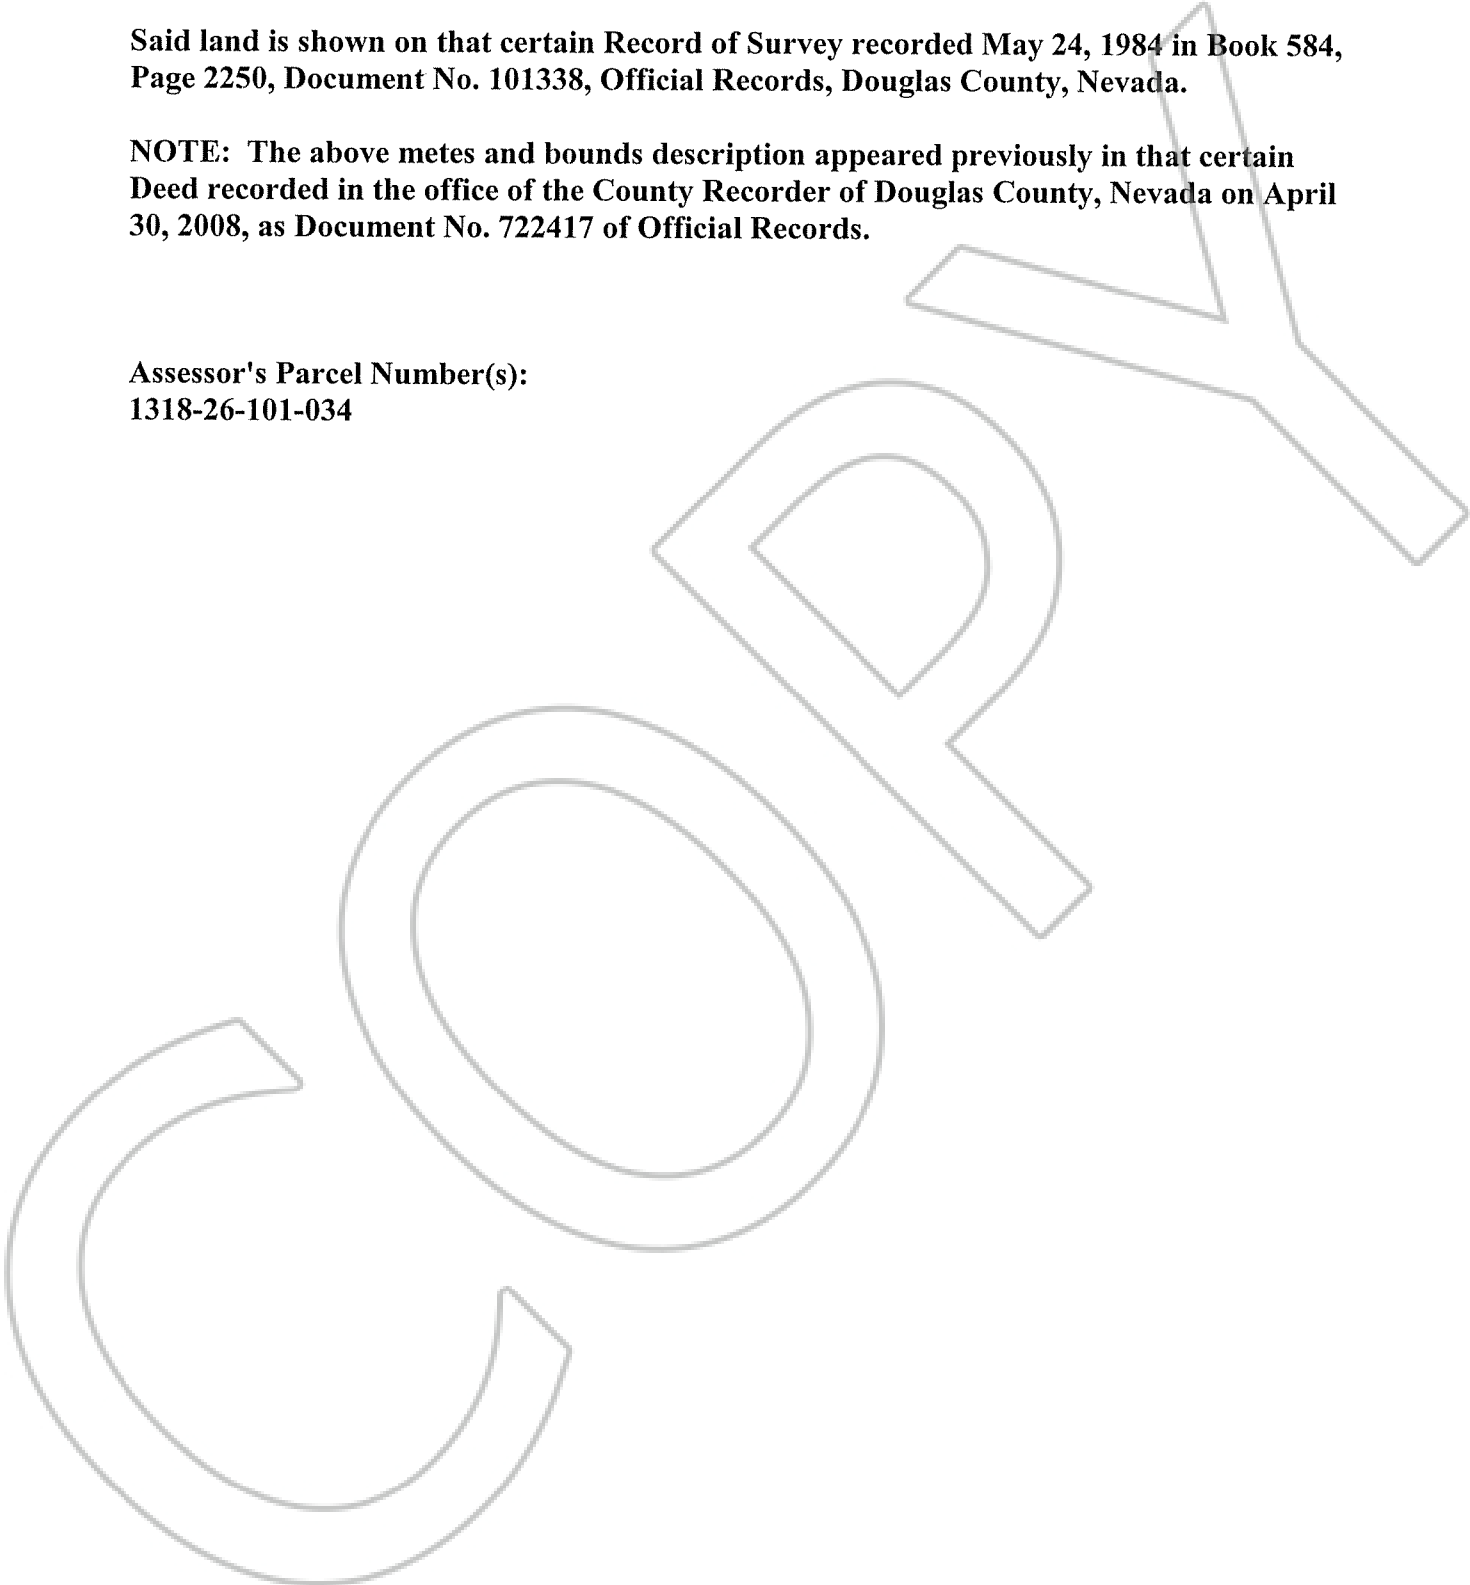 Said land is shown on that certain Record of Survey recorded May 24, 1984 in Book 584,
Page 2250, Document No. 101338, Official Records, Douglas County, Nevada.
NOTE:  The above metes and bounds description appeared previously in that certain
Deed recorded in the office of the County Recorder of Douglas County, Nevada on April
30, 2008, as Document No. 722417 of Official Records.
Assessor's Parcel Number(s):
1318-26-101-034
COPY